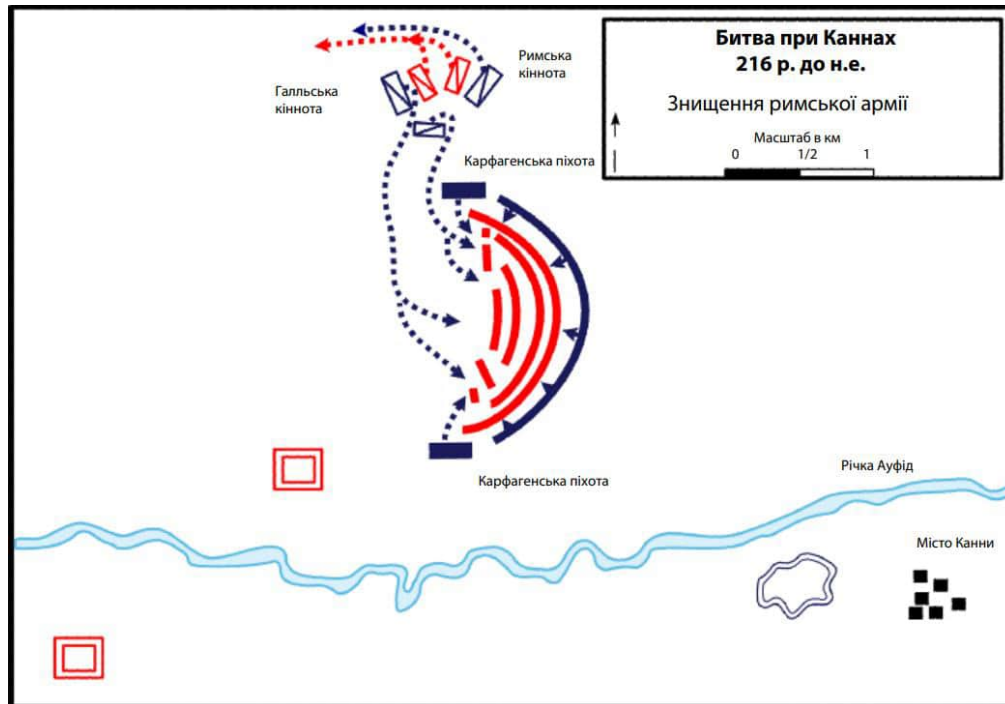 Битва при Каннах
216 р. до н.е.
Знищення римської армії
Масштаб в км
0 1/2 1
Римська
кіннота
Галльська
кіннота
Карфагенська піхота
Карфагенська піхота
Річка Ауфід
Місто Канни